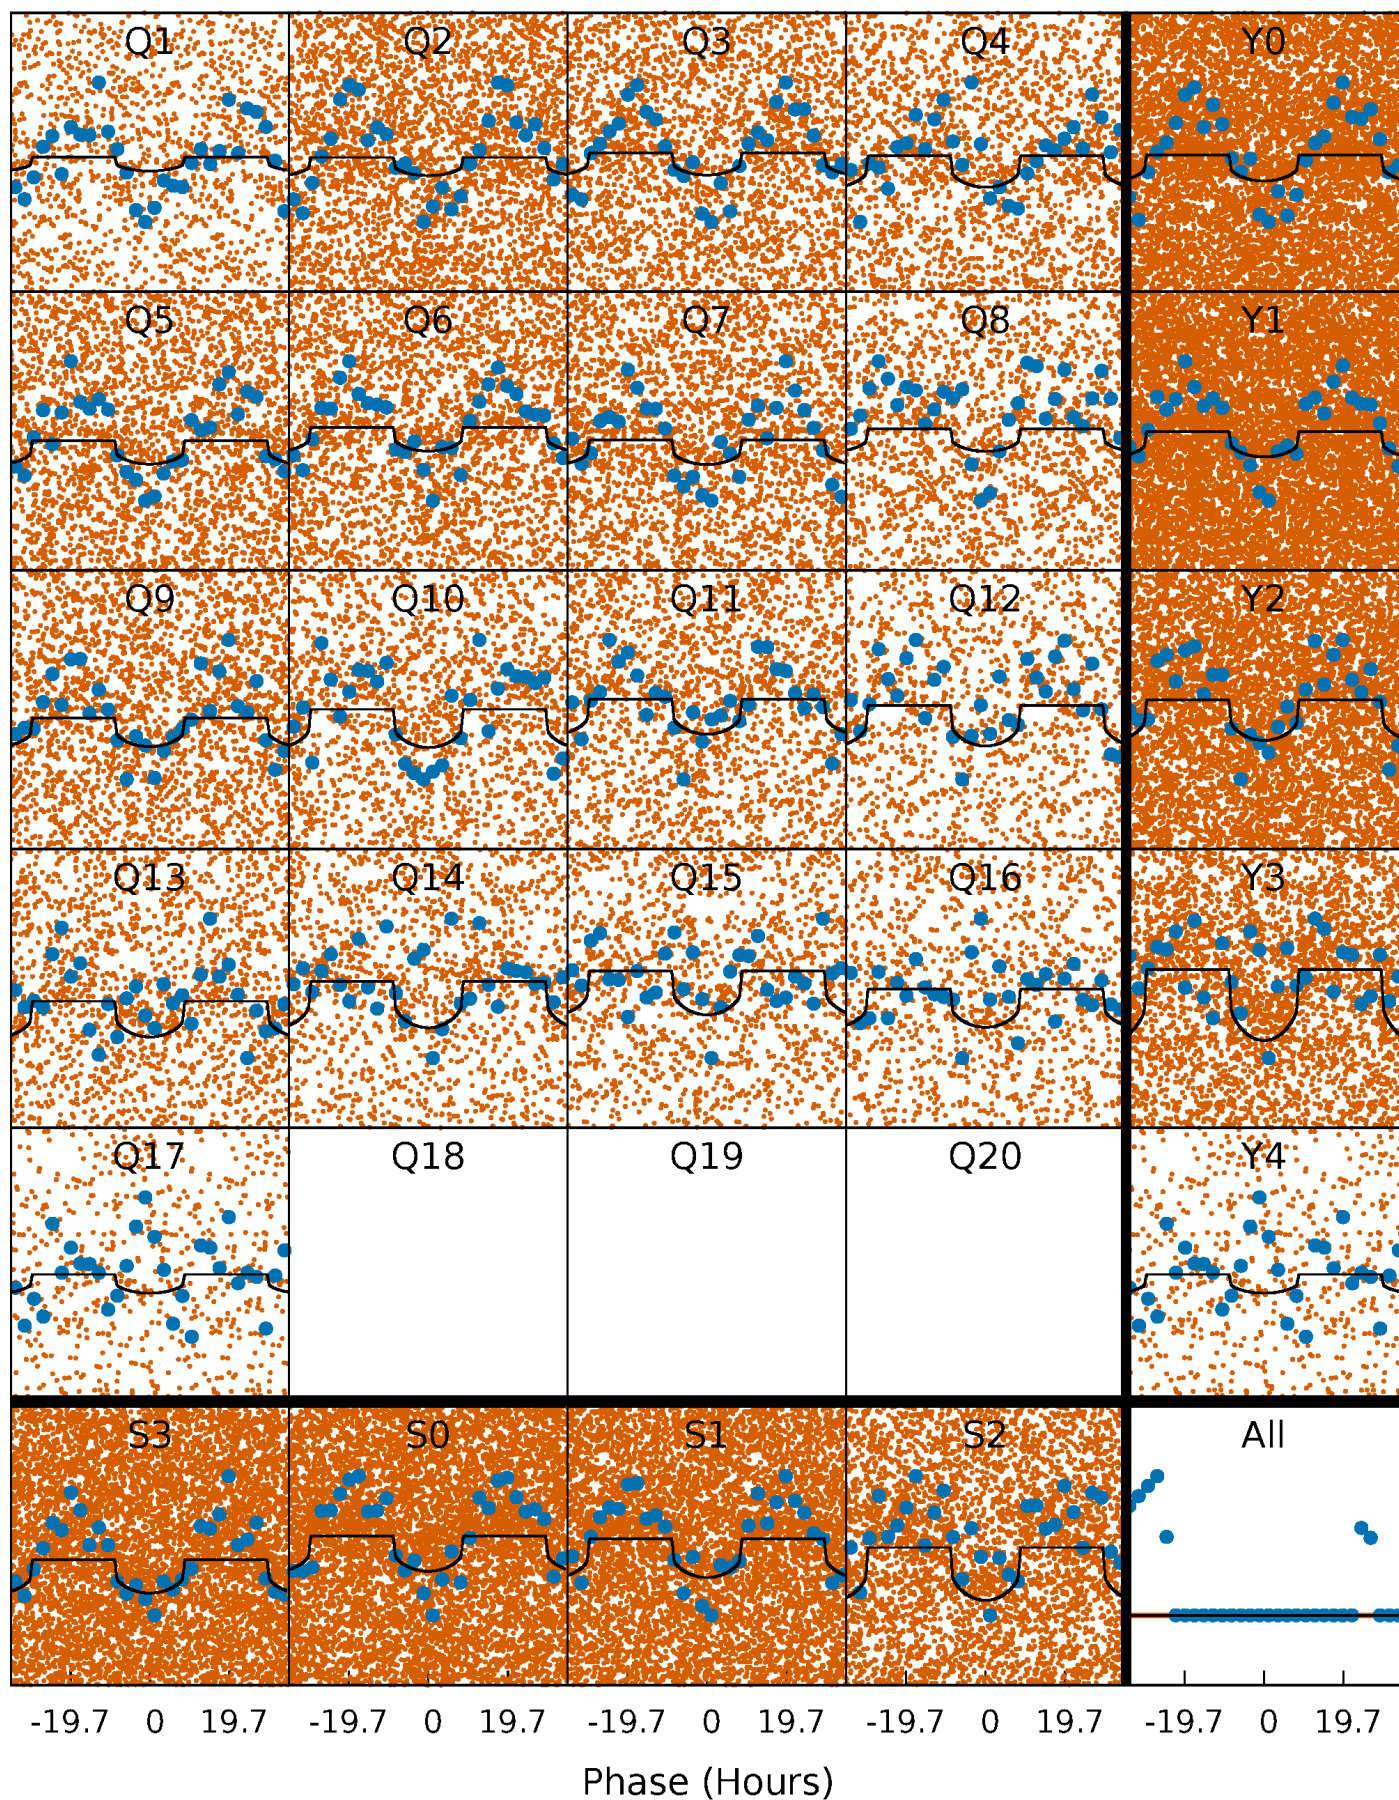 Q1 Q2 Q3 Q4 Y0
Q5 Q6 Q7 Q8 Y1
Q9 Q10 Q11 Q12 Y2
Q13 Q14 Q15 Q16 Y3
Q17 Q18 Q19 Q20 Y4
S3 S0 S1 S2 All
-19.7 0 19.7 -19.7 0 19.7 -19.7 0 19.7 -19.7 0 19.7 -19.7 0 19.7
Phase (Hours)